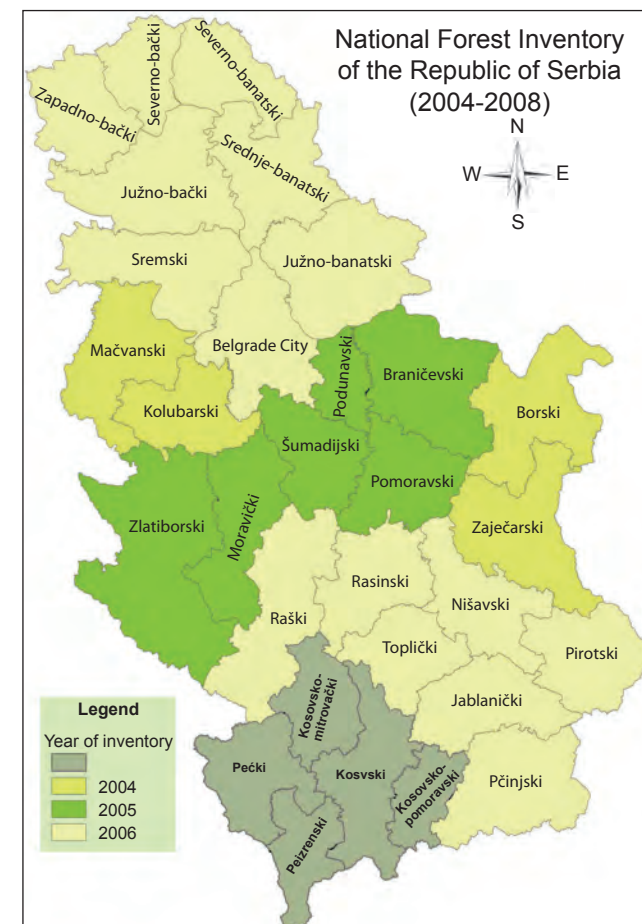 National Forest Inventory
of the Republic of Serbia
(2004-2008)
N
W
E
S
Severno-bački
Severno-banatski
Zapadno-bački
Srednje-banatski
Južno-bački
Sremski
Južno-banatski
Mačvanski
Belgrade City
Podunavski
Braničevski
Kolubarski
Borski
Šumadijski
Pomoravski
Zlatiborski
Moravički
Zaječarski
Rasinski
Nišavski
Raški
Toplički
Pirotski
Jablanički
Kosovsko-
mitrovački
Pećki
Kosvski
Kosovsko-
pomoravski
Pčinjski
Peizrenski
Legend
Year of inventory
2004
2005
2006